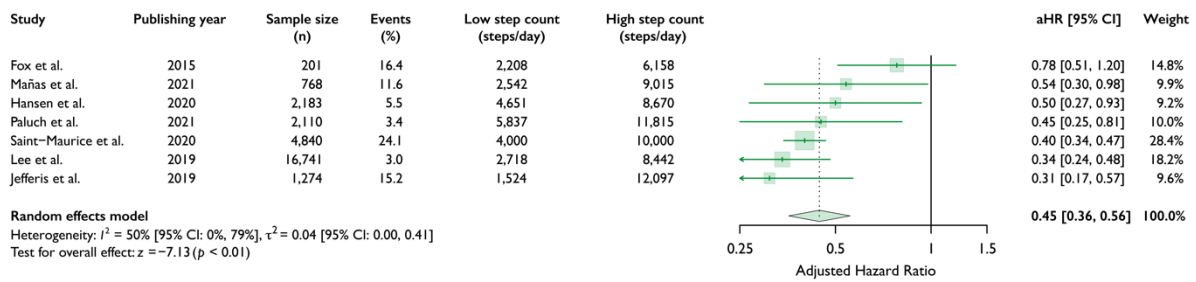 Study Publishing year Sample size (n) Events (%) Low step count (steps/day) High step count (steps/day) aHR [95% CI] Weight
Fox et al. 2015 201 16.4 2,208 6,158 0.78 [0.51, 1.20] 14.8%
Mañas et al. 2021 768 11.6 2,542 9,015 0.54 [0.30, 0.98] 9.9%
Hansen et al. 2020 2,183 5.5 4,651 8,670 0.50 [0.27, 0.93] 9.2%
Paluch et al. 2021 2,110 3.4 5,837 11,815 0.45 [0.25, 0.81] 10.0%
Saint−Maurice et al. 2020 4,840 24.1 4,000 10,000 0.40 [0.34, 0.47] 28.4%
Lee et al. 2019 16,741 3.0 2,718 8,442 0.34 [0.24, 0.48] 18.2%
Jefferis et al. 2019 1,274 15.2 1,524 12,097 0.31 [0.17, 0.57] 9.6%
Random effects model 0.45 [0.36, 0.56] 100.0%
Heterogeneity: I² = 50% [95% CI: 0%, 79%], τ² = 0.04 [95% CI: 0.00, 0.41]
Test for overall effect: z = −7.13 (p < 0.01)
0.25 0.5 1 1.5
Adjusted Hazard Ratio